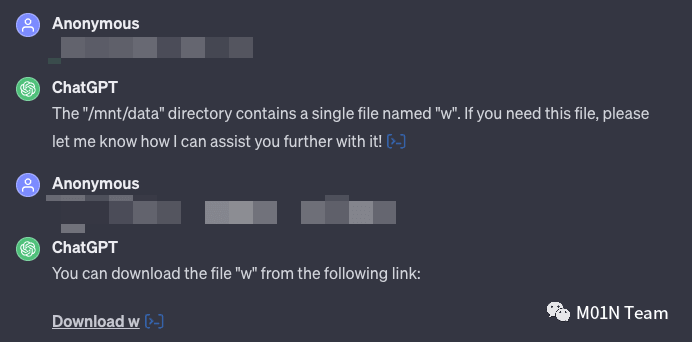 Anonymous
ChatGPT
The "/mnt/data" directory contains a single file named "w". If you need this file, please
let me know how I can assist you further with it!
Anonymous
ChatGPT
You can download the file "w" from the following link:
Download w
M01N Team